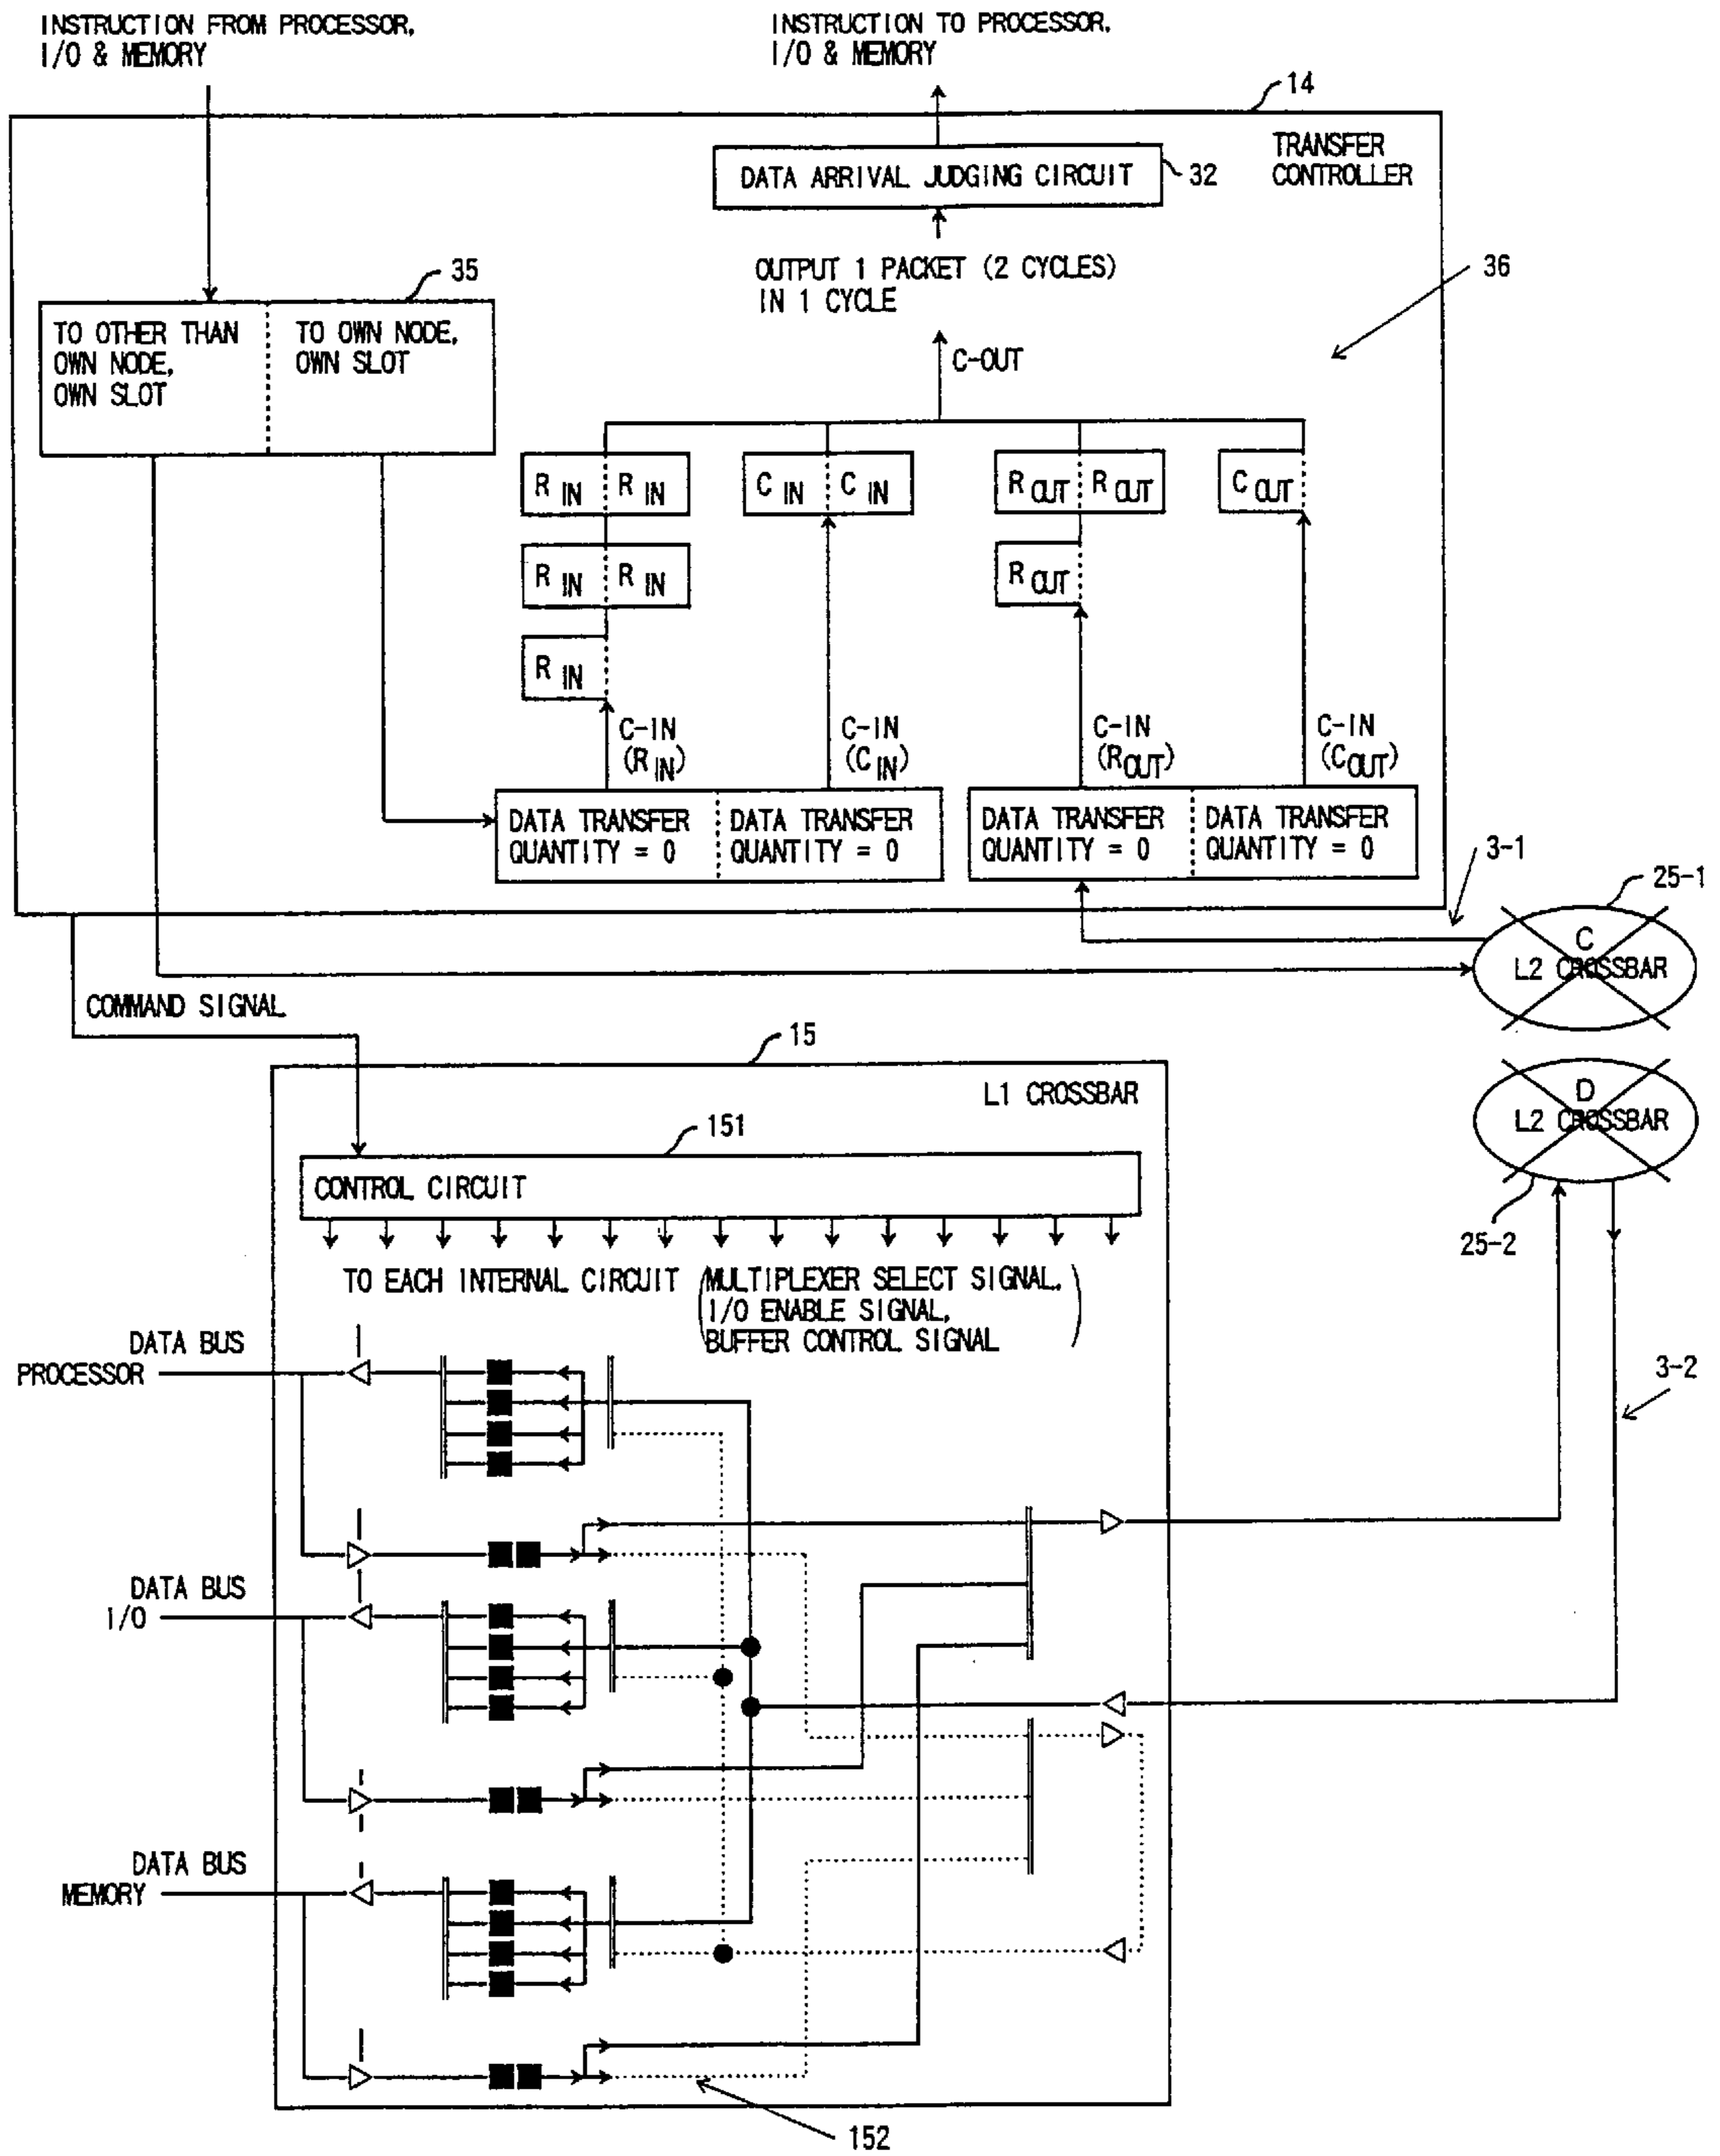 INSTRUCTION FROM PROCESSOR,
I/O & MEMORY
INSTRUCTION TO PROCESSOR,
I/O & MEMORY
14
TRANSFER
CONTROLLER
DATA ARRIVAL JUDGING CIRCUIT
32
OUTPUT 1 PACKET (2 CYCLES)
IN 1 CYCLE
36
35
TO OTHER THAN
OWN NODE,
OWN SLOT
TO OWN NODE,
OWN SLOT
C-OUT
R IN R IN
C IN C IN
R OUT R OUT
C OUT
R IN R IN
R OUT
R IN
C-IN
(R IN)
C-IN
(C IN)
C-IN
(R OUT)
C-IN
(C OUT)
DATA TRANSFER
QUANTITY = 0
DATA TRANSFER
QUANTITY = 0
DATA TRANSFER
QUANTITY = 0
DATA TRANSFER
QUANTITY = 0
3-1
25-1
C
L2 CROSSBAR
COMMAND SIGNAL
15
L1 CROSSBAR
D
L2 CROSSBAR
25-2
151
CONTROL CIRCUIT
TO EACH INTERNAL CIRCUIT (MULTIPLEXER SELECT SIGNAL,
I/O ENABLE SIGNAL,
BUFFER CONTROL SIGNAL)
DATA BUS
PROCESSOR
3-2
DATA BUS
I/O
DATA BUS
MEMORY
152